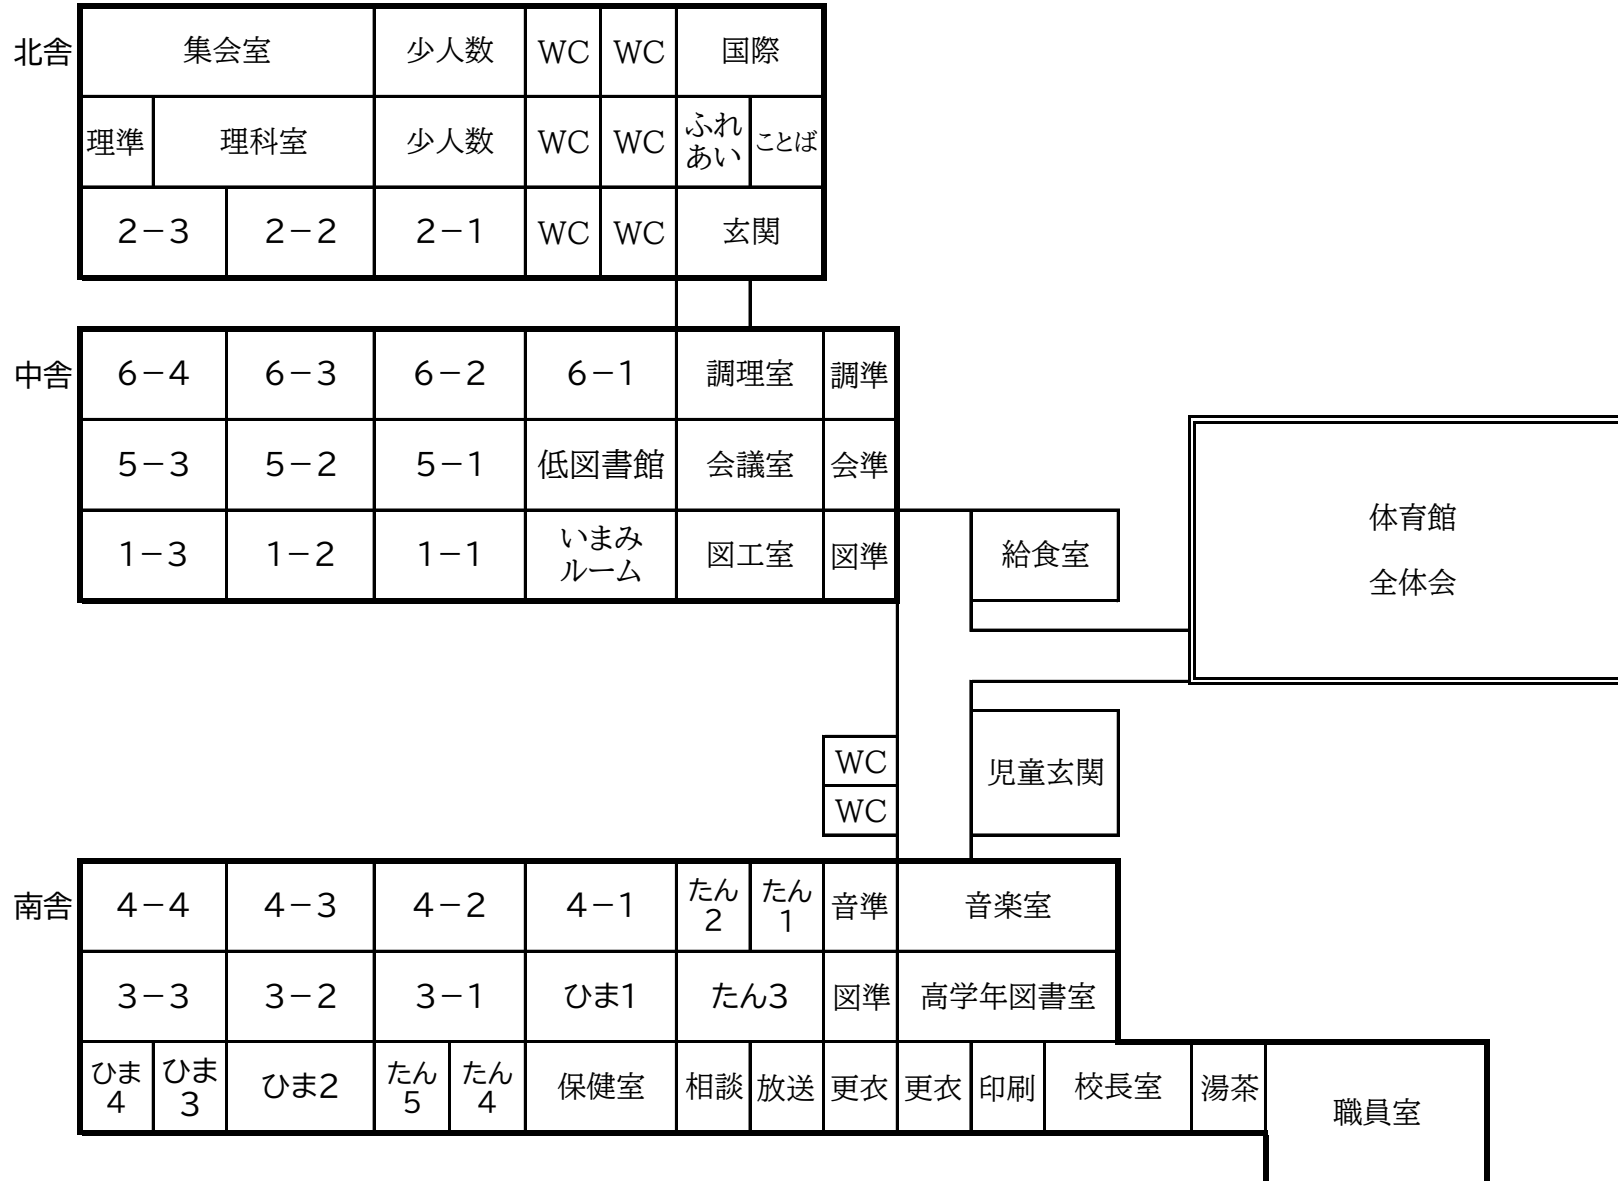 北舎
集会室
少人数
WC
WC
国際
理準
理科室
少人数
WC
WC
ふれ
あい
ことば
2-3
2-2
2-1
WC
WC
玄関
中舎
6-4
6-3
6-2
6-1
調理室
調準
5-3
5-2
5-1
低図書館
会議室
会準
1-3
1-2
1-1
いまみ
ルーム
図工室
図準
給食室
体育館
全体会
WC
WC
児童玄関
南舎
4-4
4-3
4-2
4-1
たん
2
たん
1
音準
音楽室
3-3
3-2
3-1
ひま1
たん3
図準
高学年図書室
ひま
4
ひま
3
ひま2
たん
5
たん
4
保健室
相談
放送
更衣
更衣
印刷
校長室
湯茶
職員室